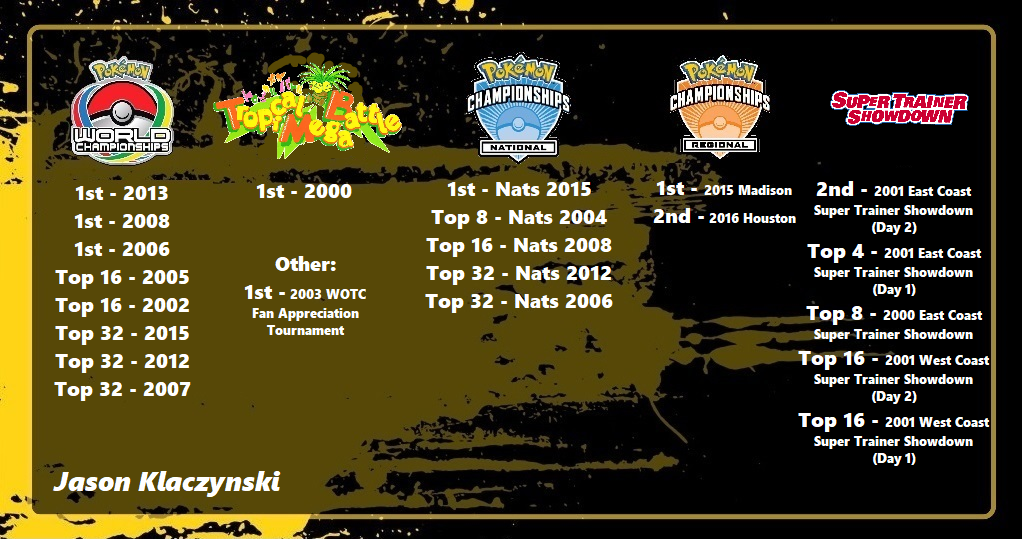 Pokémon
WORLD
CHAMPIONSHIPS
1st - 2013
1st - 2008
1st - 2006
Top 16 - 2005
Top 16 - 2002
Top 32 - 2015
Top 32 - 2012
Top 32 - 2007
Tropical
Mega
Battle
1st - 2000
Other:
1st - 2003 WOTC
Fan Appreciation
Tournament
Pokémon
CHAMPIONSHIPS
NATIONAL
1st - Nats 2015
Top 8 - Nats 2004
Top 16 - Nats 2008
Top 32 - Nats 2012
Top 32 - Nats 2006
Pokémon
CHAMPIONSHIPS
REGIONAL
1st - 2015 Madison
2nd - 2016 Houston
SUPER TRAINER
SHOWDOWN
2nd - 2001 East Coast
Super Trainer Showdown
(Day 2)
Top 4 - 2001 East Coast
Super Trainer Showdown
(Day 1)
Top 8 - 2000 East Coast
Super Trainer Showdown
Top 16 - 2001 West Coast
Super Trainer Showdown
(Day 2)
Top 16 - 2001 West Coast
Super Trainer Showdown
(Day 1)
Jason Klaczynski